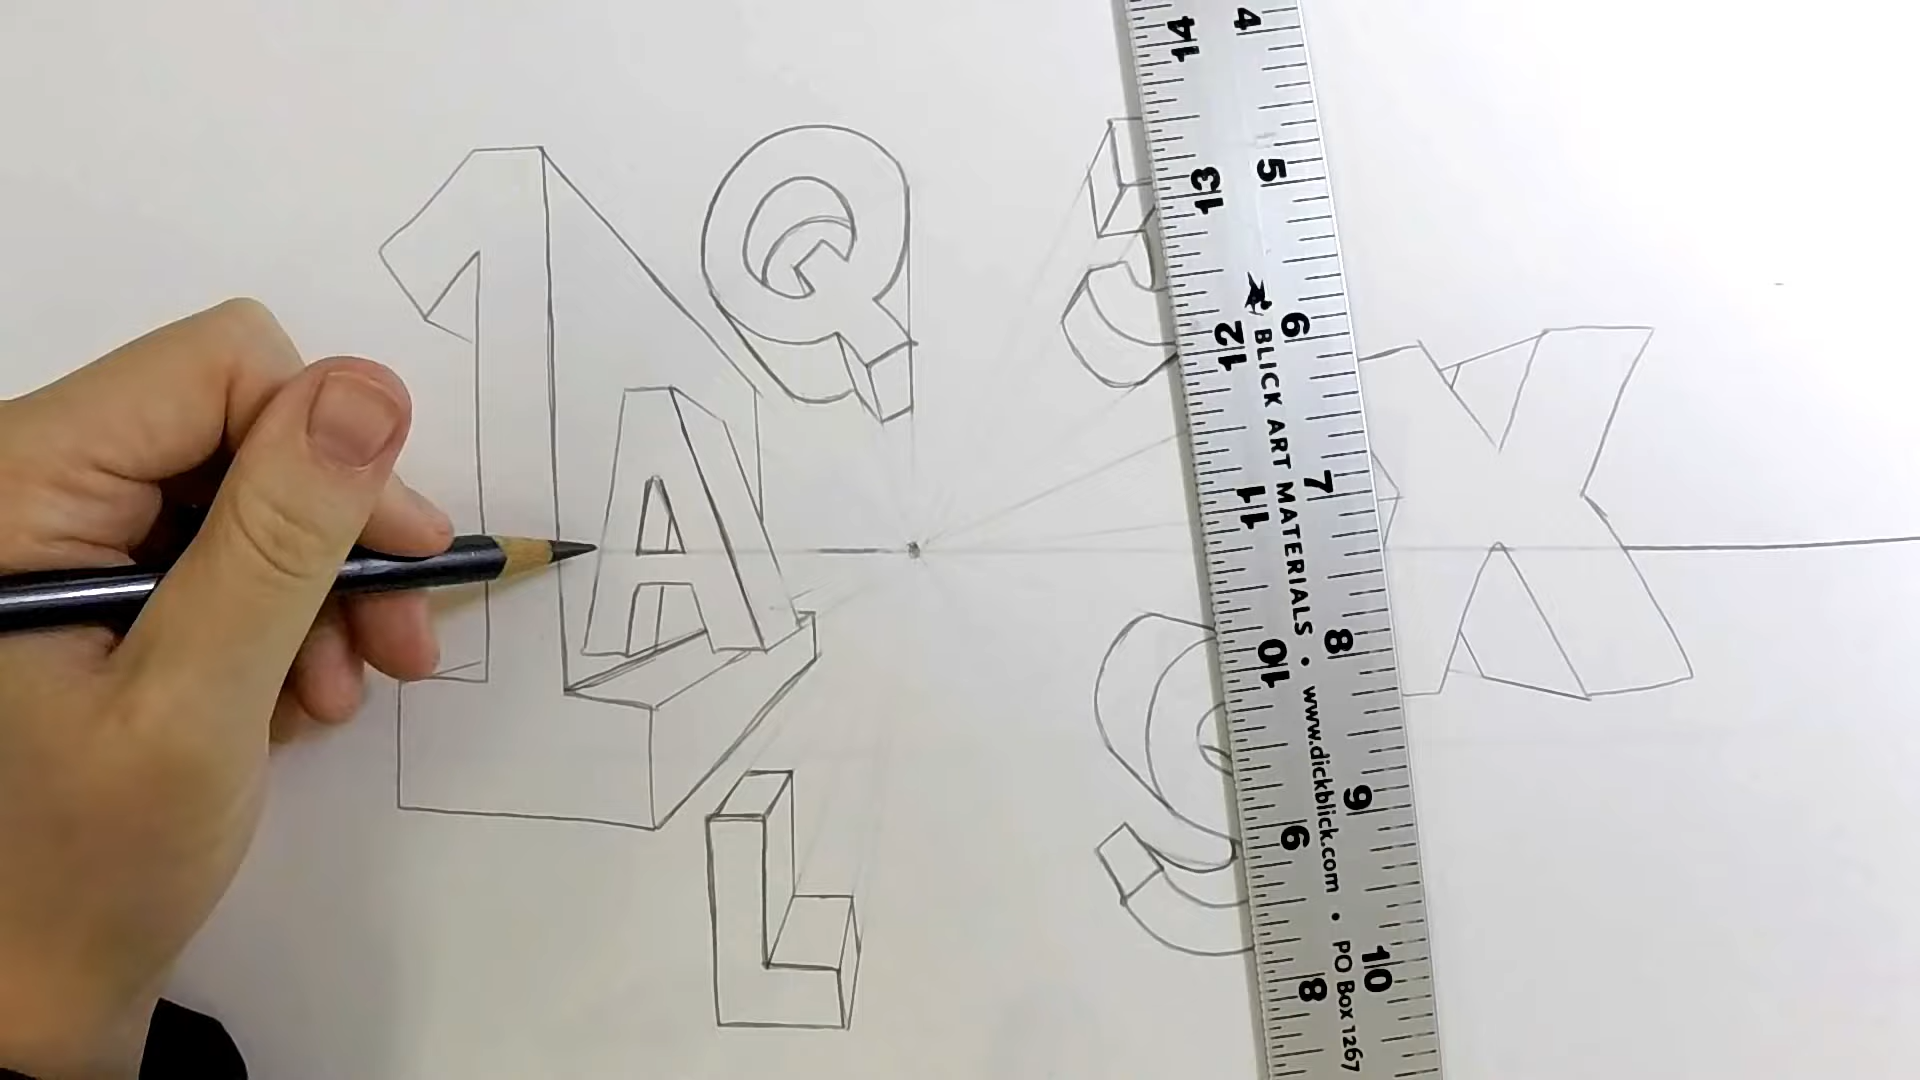 1
Q
A
L
X
4 5 6 7 8 9 10
BLICK ART MATERIALS • www.dickblick.com • PO Box 1267
14 13 12 11 10 9 8